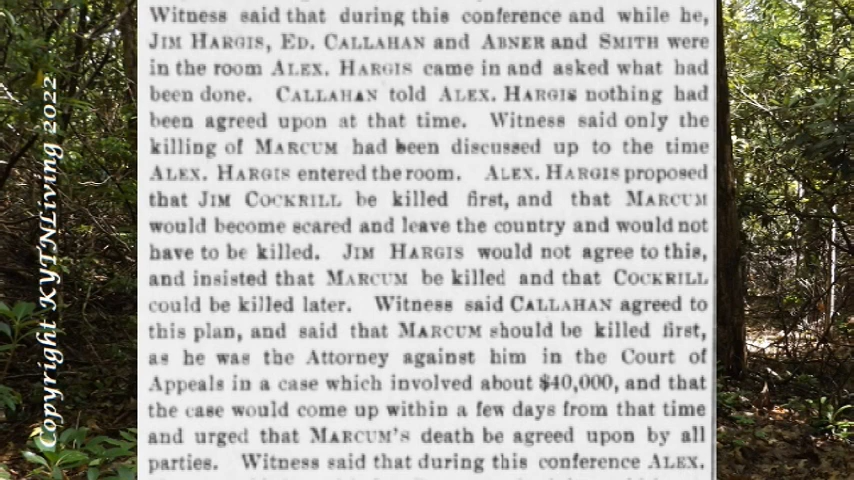 Witness said that during this conference and while he,
JIM HARGIS, ED. CALLAHAN and ABNER and SMITH were
in the room ALEX. HARGIS came in and asked what had
been done. CALLAHAN told ALEX. HARGIS nothing had
been agreed upon at that time. Witness said only the
killing of MARCUM had been discussed up to the time
ALEX. HARGIS entered the room. ALEX. HARGIS proposed
that JIM COCKRILL be killed first, and that MARCUM
would become scared and leave the country and would not
have to be killed. JIM HARGIS would not agree to this,
and insisted that MARCUM be killed and that COCKRILL
could be killed later. Witness said CALLAHAN agreed to
this plan, and said that MARCUM should be killed first,
as he was the Attorney against him in the Court of
Appeals in a case which involved about $40,000, and that
the case would come up within a few days from that time
and urged that MARCUM'S death be agreed upon by all
parties. Witness said that during this conference ALEX.
Copyright KYTNLiving 2022